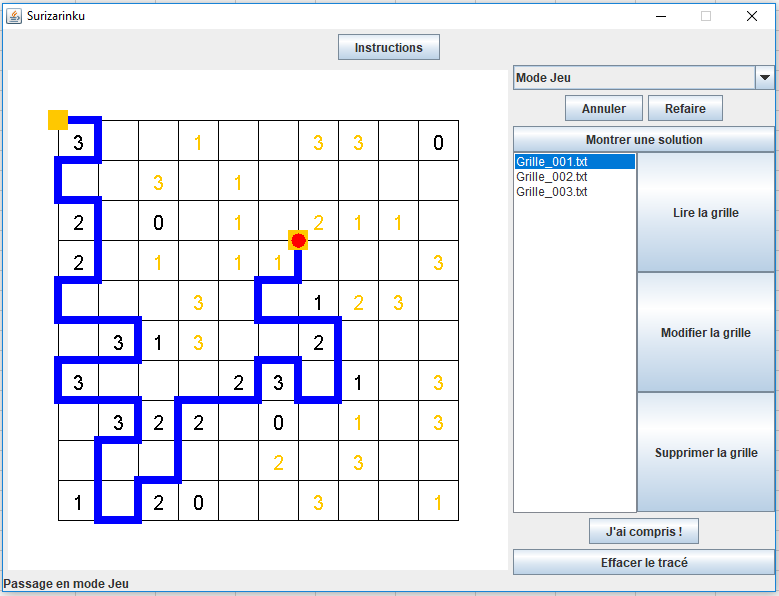 Surizarinku
Instructions
Mode Jeu
Annuler Refaire
Montrer une solution
Grille_001.txt
Grille_002.txt
Grille_003.txt
Lire la grille
Modifier la grille
Supprimer la grille
J'ai compris !
Effacer le tracé
3 1 3 3 0
3 1
2 0 1 2 1 1
2 1 1 1 3
3 1 2 3
3 1 3 2
3 2 3 1 3
3 2 2 0 1 3
2 3
1 2 0 3 1
Passage en mode Jeu